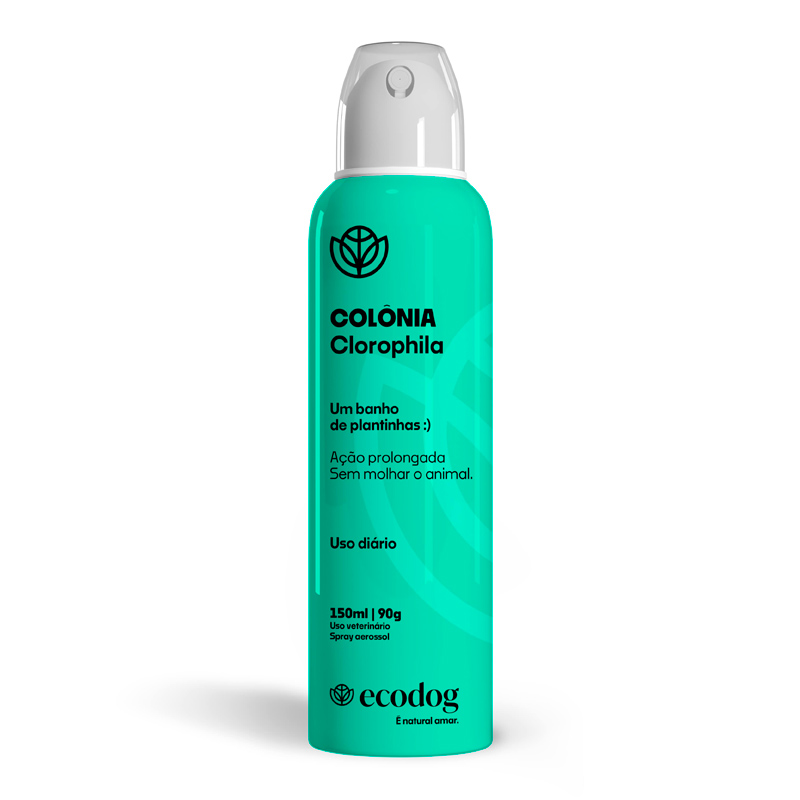 COLÔNIA
Clorophila
Um banho
de plantinhas :)
Ação prolongada
Sem molhar o animal.
Uso diário
150ml | 90g
Uso veterinário
Spray aerossol
ecodog
É natural amar.